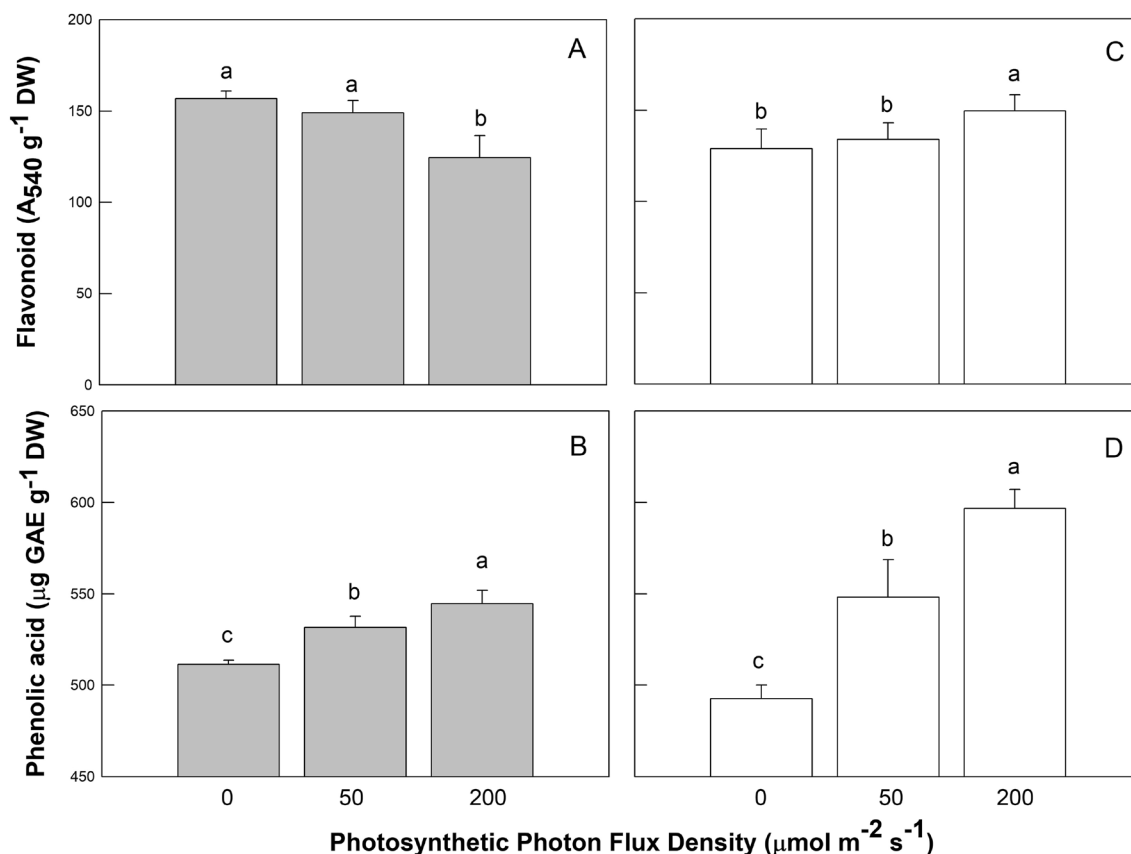 Flavonoid (A540 g-1 DW)
200
150
100
50
0
A
a
a
b
C
b
b
a
Phenolic acid (μg GAE g-1 DW)
650
600
550
500
450
B
c
b
a
D
c
b
a
0
50
200
0
50
200
Photosynthetic Photon Flux Density (μmol m-2 s-1)